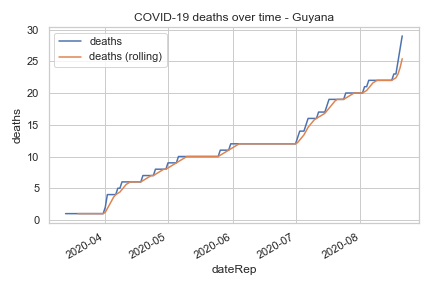 COVID-19 deaths over time - Guyana
deaths
deaths (rolling)
30
25
20
15
10
5
0
deaths
2020-04
2020-05
2020-06
2020-07
2020-08
dateRep